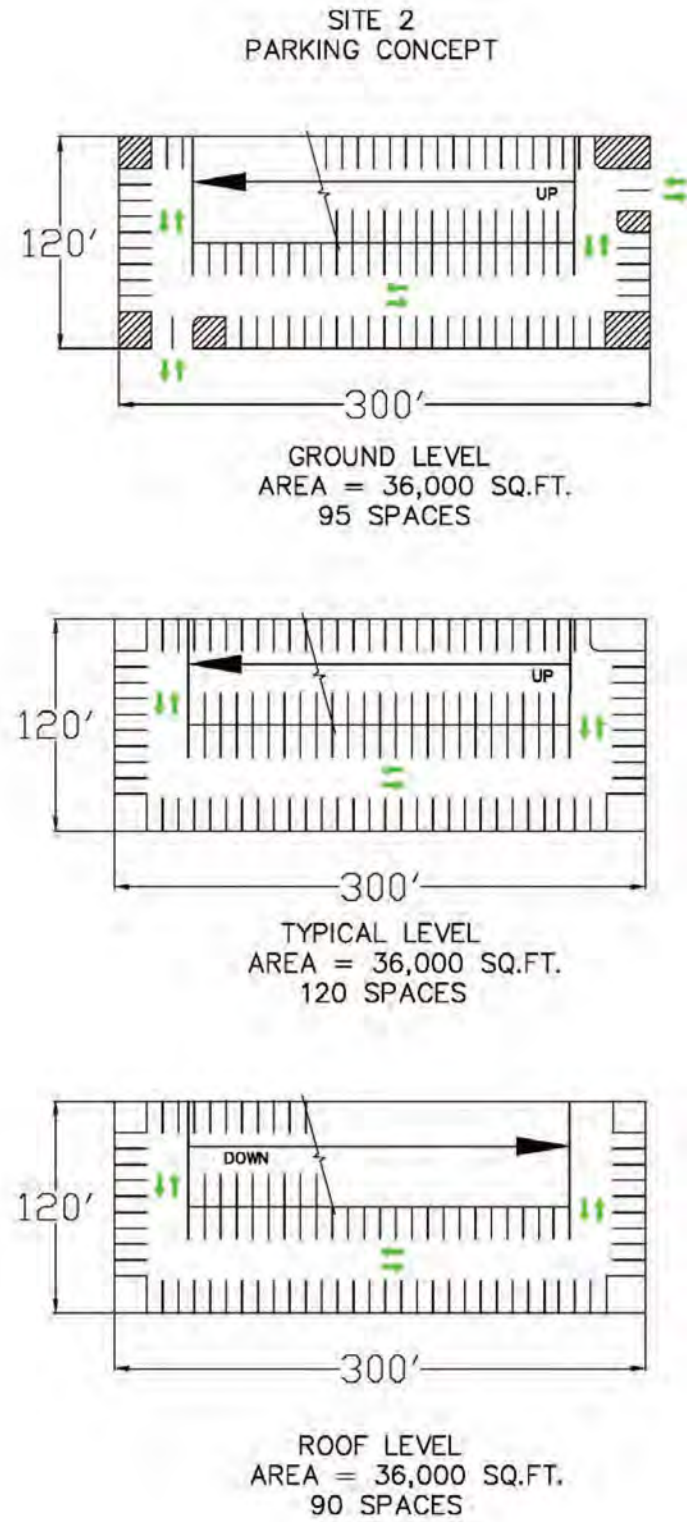 SITE 2
PARKING CONCEPT
UP
120'
300'
GROUND LEVEL
AREA = 36,000 SQ.FT.
95 SPACES
UP
120'
300'
TYPICAL LEVEL
AREA = 36,000 SQ.FT.
120 SPACES
DOWN
120'
300'
ROOF LEVEL
AREA = 36,000 SQ.FT.
90 SPACES